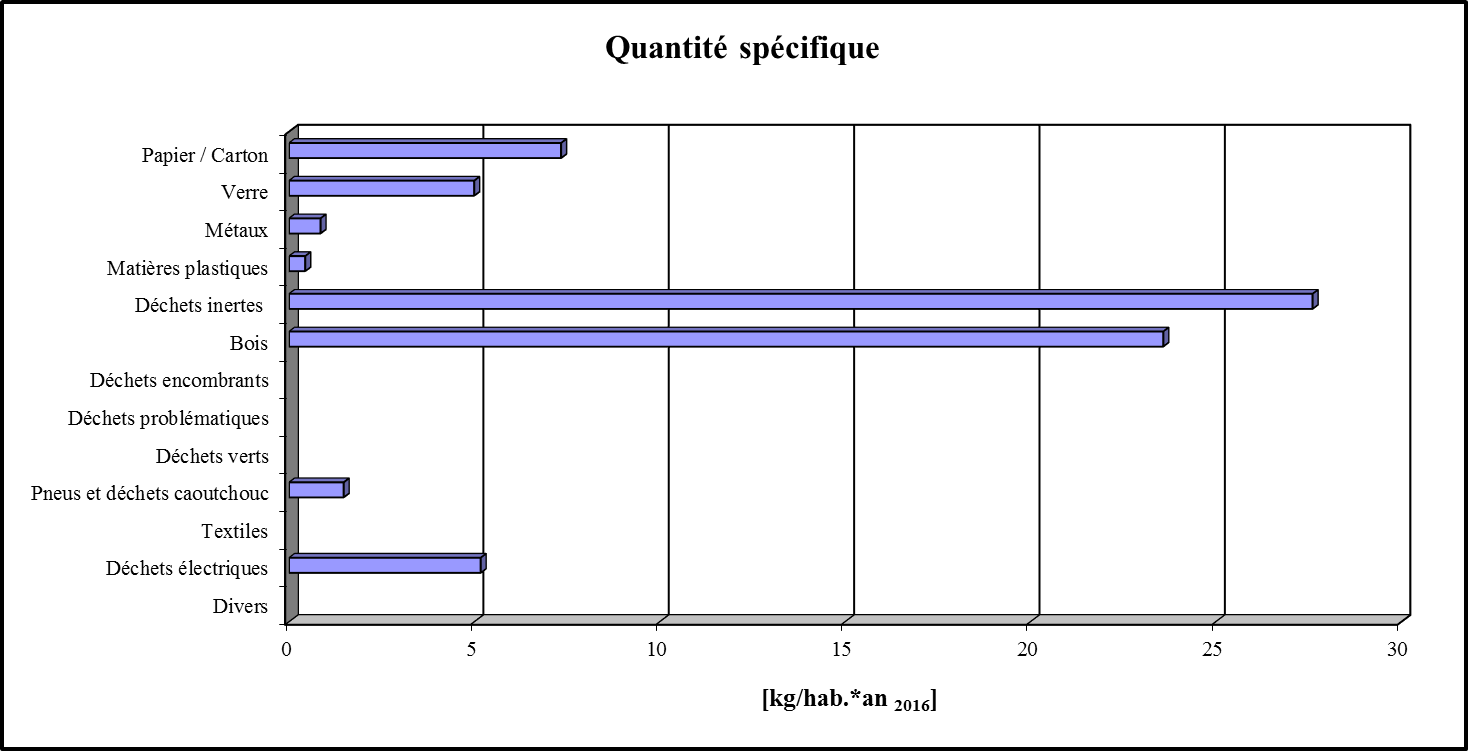 Quantité spécifique
Papier / Carton
Verre
Métaux
Matières plastiques
Déchets inertes
Bois
Déchets encombrants
Déchets problématiques
Déchets verts
Pneus et déchets caoutchouc
Textiles
Déchets électriques
Divers
0 5 10 15 20 25 30
[kg/hab.*an 2016]